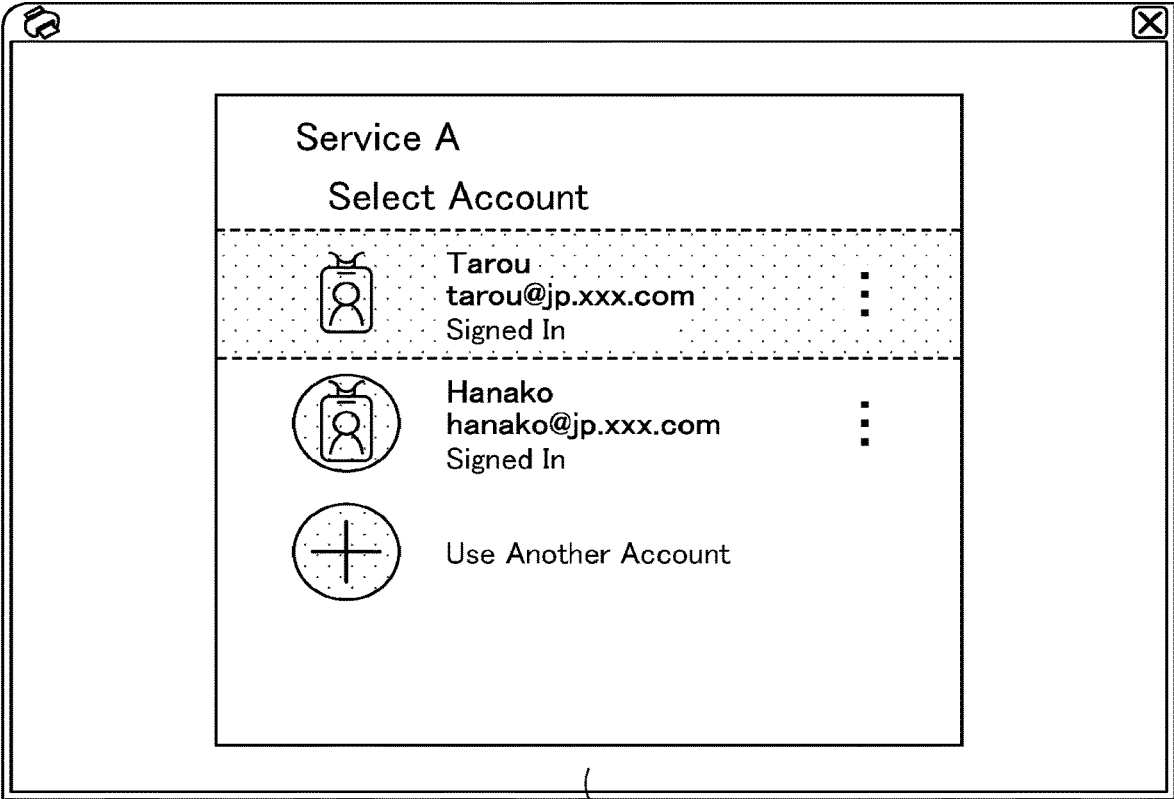 Service A
Select Account
Tarou
tarou@jp.xxx.com
Signed In
Hanako
hanako@jp.xxx.com
Signed In
Use Another Account